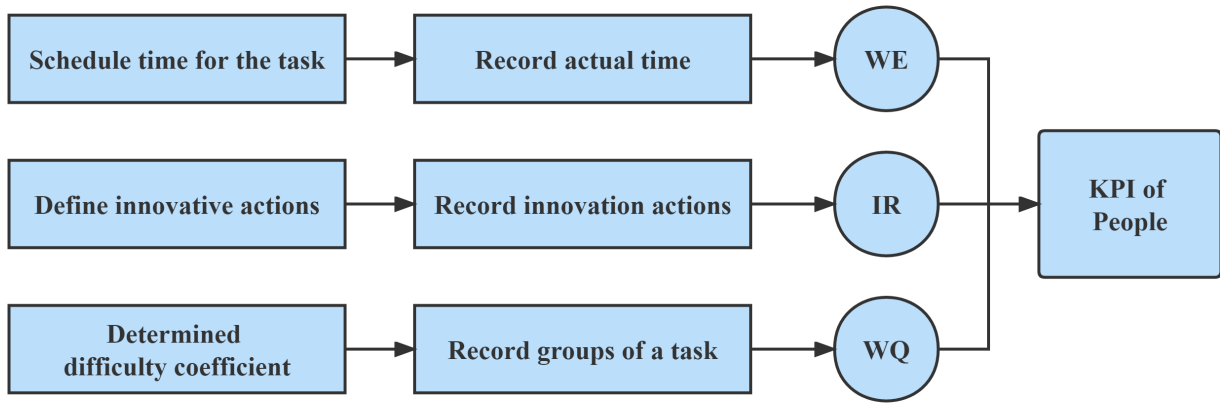 Schedule time for the task
Record actual time
WE
Define innovative actions
Record innovation actions
IR
KPI of
People
Determined
difficulty coefficient
Record groups of a task
WQ